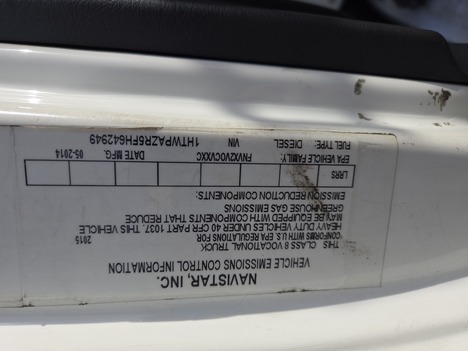 NAVISTAR, INC.
VEHICLE EMISSIONS CONTROL INFORMATION
THIS CLASS 8 VOCATIONAL TRUCK 2015
CONFORMS WITH U.S. EPA REGULATIONS FOR
HEAVY DUTY VEHICLES UNDER 40 CFR PART 1037. THIS VEHICLE
MAY BE EQUIPPED WITH COMPONENTS THAT REDUCE
GREENHOUSE GAS EMISSIONS
EMISSION REDUCTION COMPONENTS:
LRRS
EPA VEHICLE FAMILY: FNVX2VOCVXXC DATE MFG. 05-2014
FUEL TYPE: DIESEL VIN 1HTWPAZR6FH642949